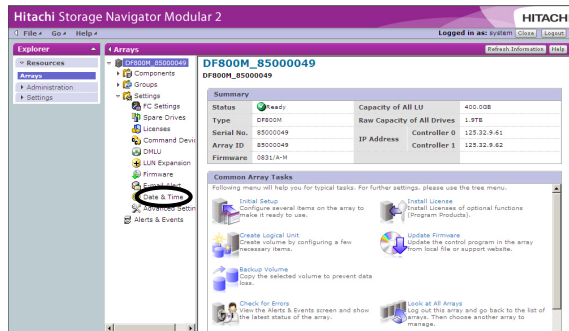 Hitachi Storage Navigator Modular 2
HITACHI
File Go Help
Logged in as: system Close Logout
Explorer
Arrays
Refresh Information Help
Resources
Arrays
Administration
Settings
DF800M_85000049
Components
Groups
Settings
FC Settings
Spare Drives
Licenses
Command Devic
DMLU
LUN Expansion
Firmware
E-mail Alert
Date & Time
Advanced Settin
Alerts & Events
DF800M_85000049
DF800M_85000049
Summary
Status Ready Capacity of All LU 400.0GB
Type DF800M Raw Capacity of All Drives 1.9TB
Serial No. 85000049 IP Address Controller 0 125.32.9.61
Array ID 85000049 Controller 1 125.32.9.62
Firmware 0831/A-M
Common Array Tasks
Following menu will help you for typical tasks. For further settings. please use the tree menu.
Initial Setup
Configure several items on the array to
make it ready to use.
Install License
Install Licenses of optional functions
(Program Products).
Create Logical Unit
Create volume by configuring a few
necessary items.
Update Firmware
Update the control program in the array
from local file or support website.
Backup Volume
Copy the selected volume to prevent data
loss.
Check for Errors
View the Alerts & Events screen and show
the latest status of the array.
Look at All Arrays
Log out this array and go back to the list of
arrays. Then choose another array to
manage.